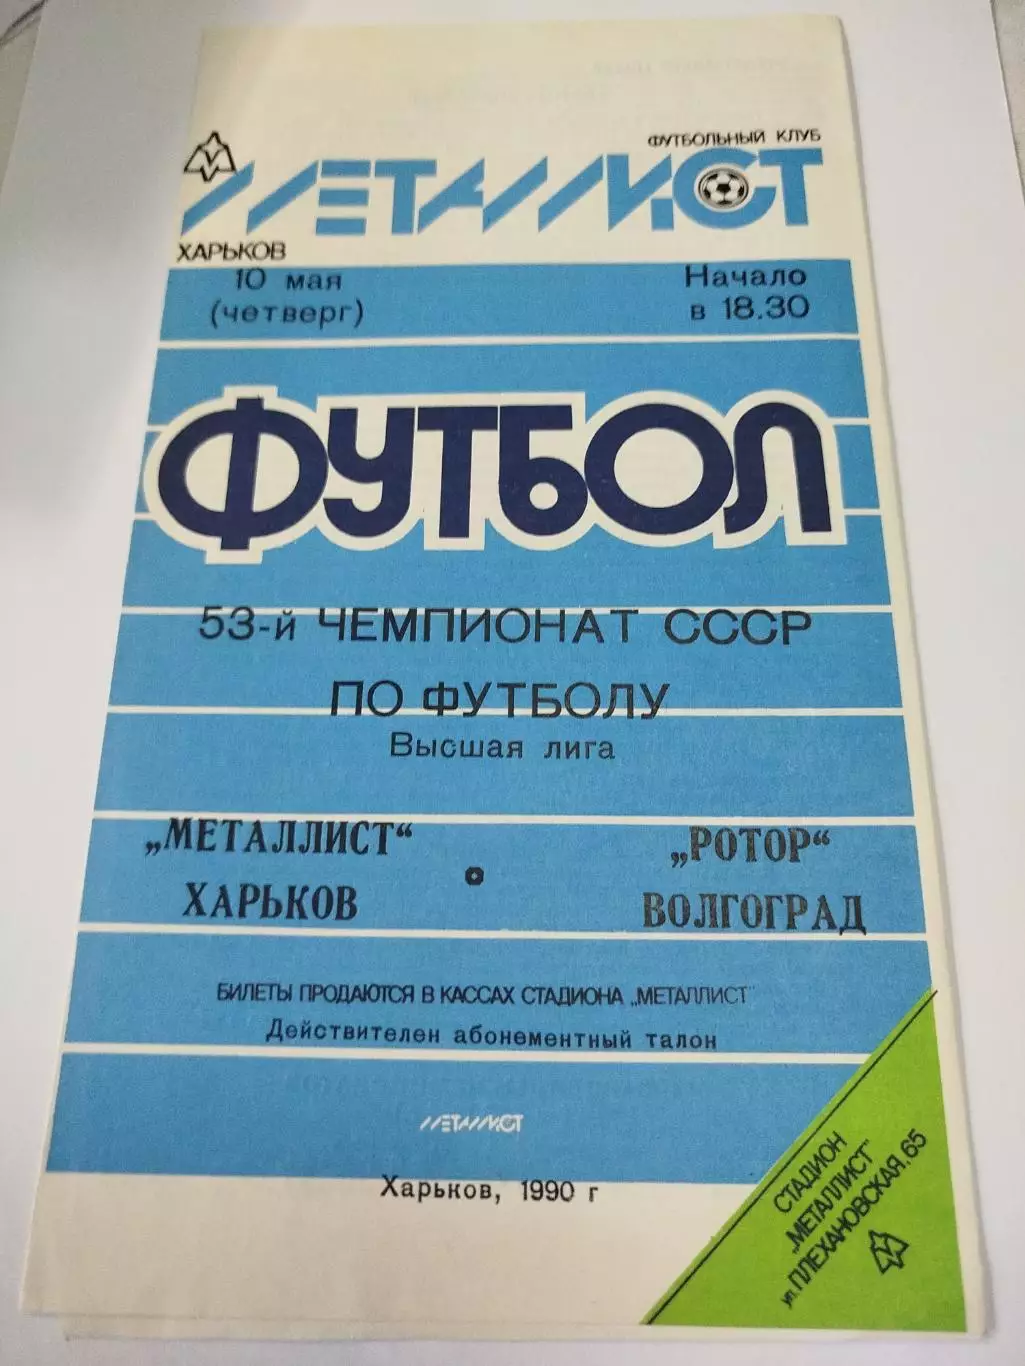 ФУТБОЛЬНЫЙ КЛУБ
МЕТАЛЛИСТ
ХАРЬКОВ
10 мая
(четверг)
Начало
в 18.30
ФУТБОЛ
53-й ЧЕМПИОНАТ СССР
ПО ФУТБОЛУ
Высшая лига
„МЕТАЛЛИСТ“
ХАРЬКОВ
„РОТОР“
ВОЛГОГРАД
БИЛЕТЫ ПРОДАЮТСЯ В КАССАХ СТАДИОНА „МЕТАЛЛИСТ"
Действителен абонементный талон
МЕТАЛЛИСТ
Харьков, 1990 г
СТАДИОН
„МЕТАЛЛИСТ"
ул. ПЛЕХАНОВСКАЯ, 65